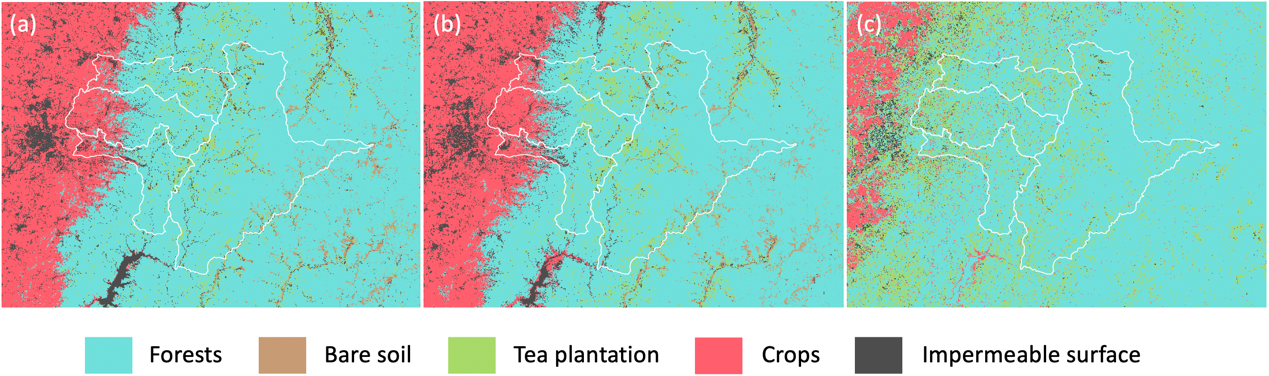 (a) (b) (c)
Forests Bare soil Tea plantation Crops Impermeable surface